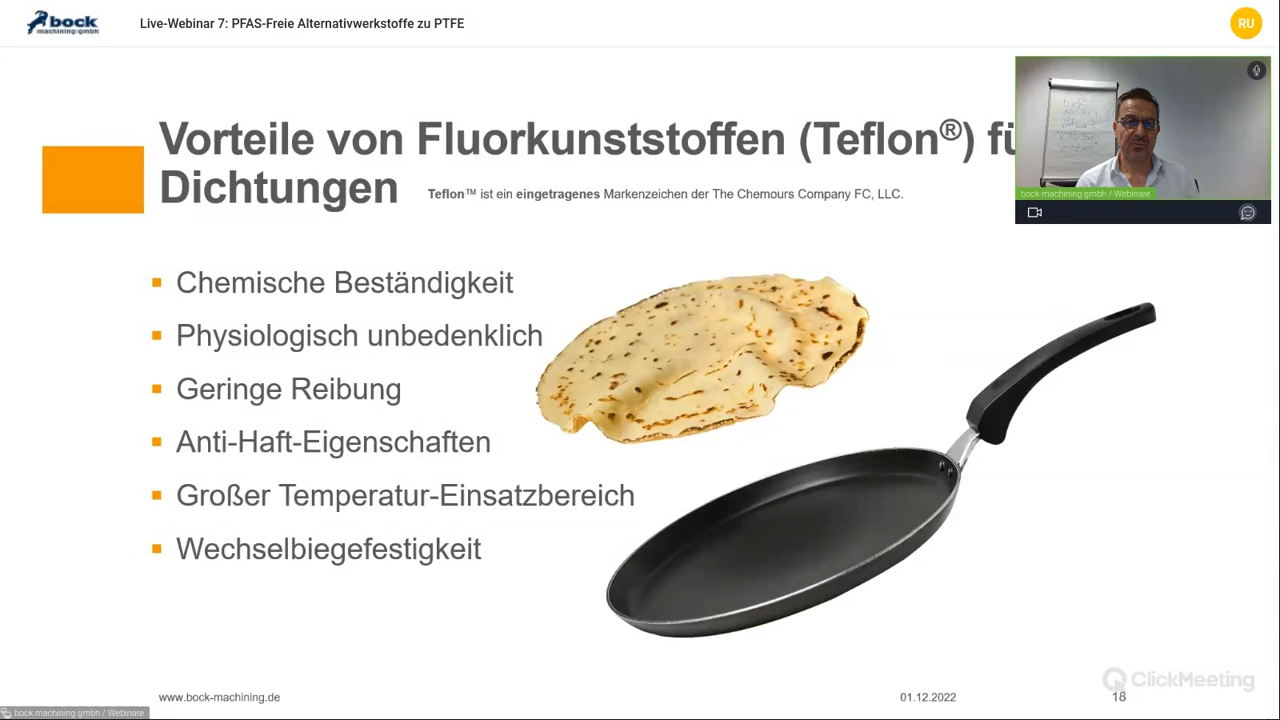 bock
machining gmbh
Live-Webinar 7: PFAS-Freie Alternativwerkstoffe zu PTFE
RU
Vorteile von Fluorkunststoffen (Teflon®) fü
Dichtungen
Teflon™ ist ein eingetragenes Markenzeichen der The Chemours Company FC, LLC.
bock machining gmbh / Webinare
Chemische Beständigkeit
Physiologisch unbedenklich
Geringe Reibung
Anti-Haft-Eigenschaften
Großer Temperatur-Einsatzbereich
Wechselbiegefestigkeit
ClickMeeting
www.bock-machining.de
01.12.2022
18
bock machining gmbh / Webinare